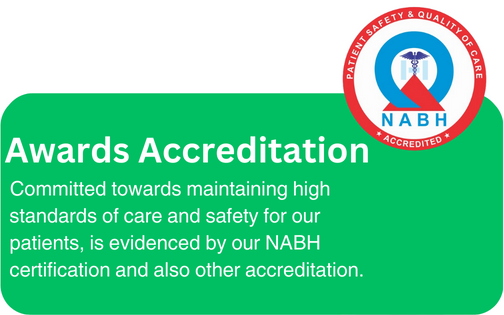 PATIENT SAFETY & QUALITY OF CARE
NABH
* ACCREDITED *
Awards Accreditation
Committed towards maintaining high
standards of care and safety for our
patients, is evidenced by our NABH
certification and also other accreditation.